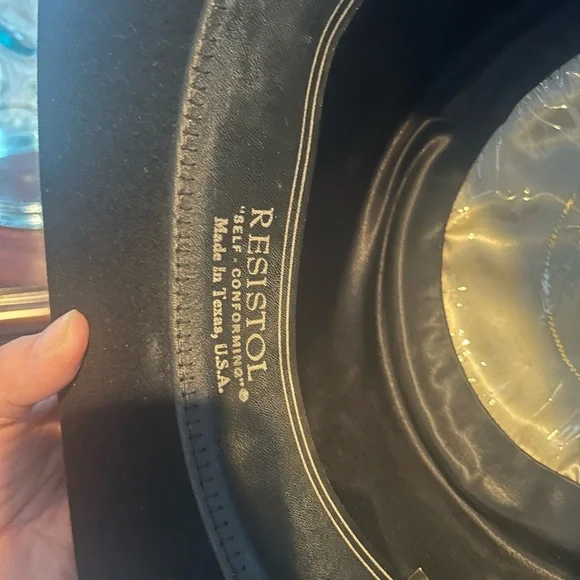 RESISTOL
"SELF-CONFORMING"®
Made In Texas, U.S.A.